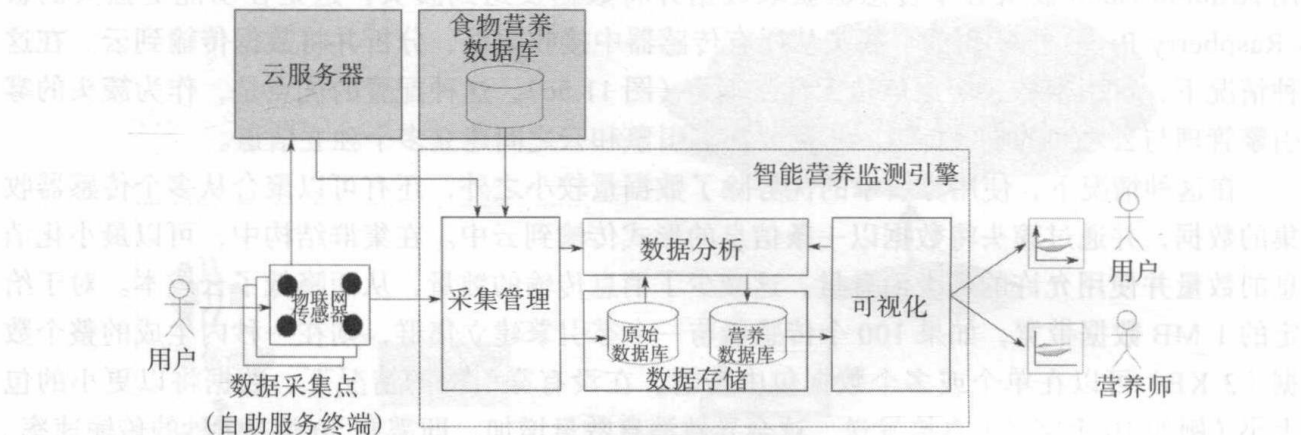 食物营养
数据库
云服务器
智能营养监测引擎
数据分析
用户
物联网
传感器
采集管理
可视化
原始
数据库
营养
数据库
用户
数据存储
数据采集点
营养师
(自助服务终端)